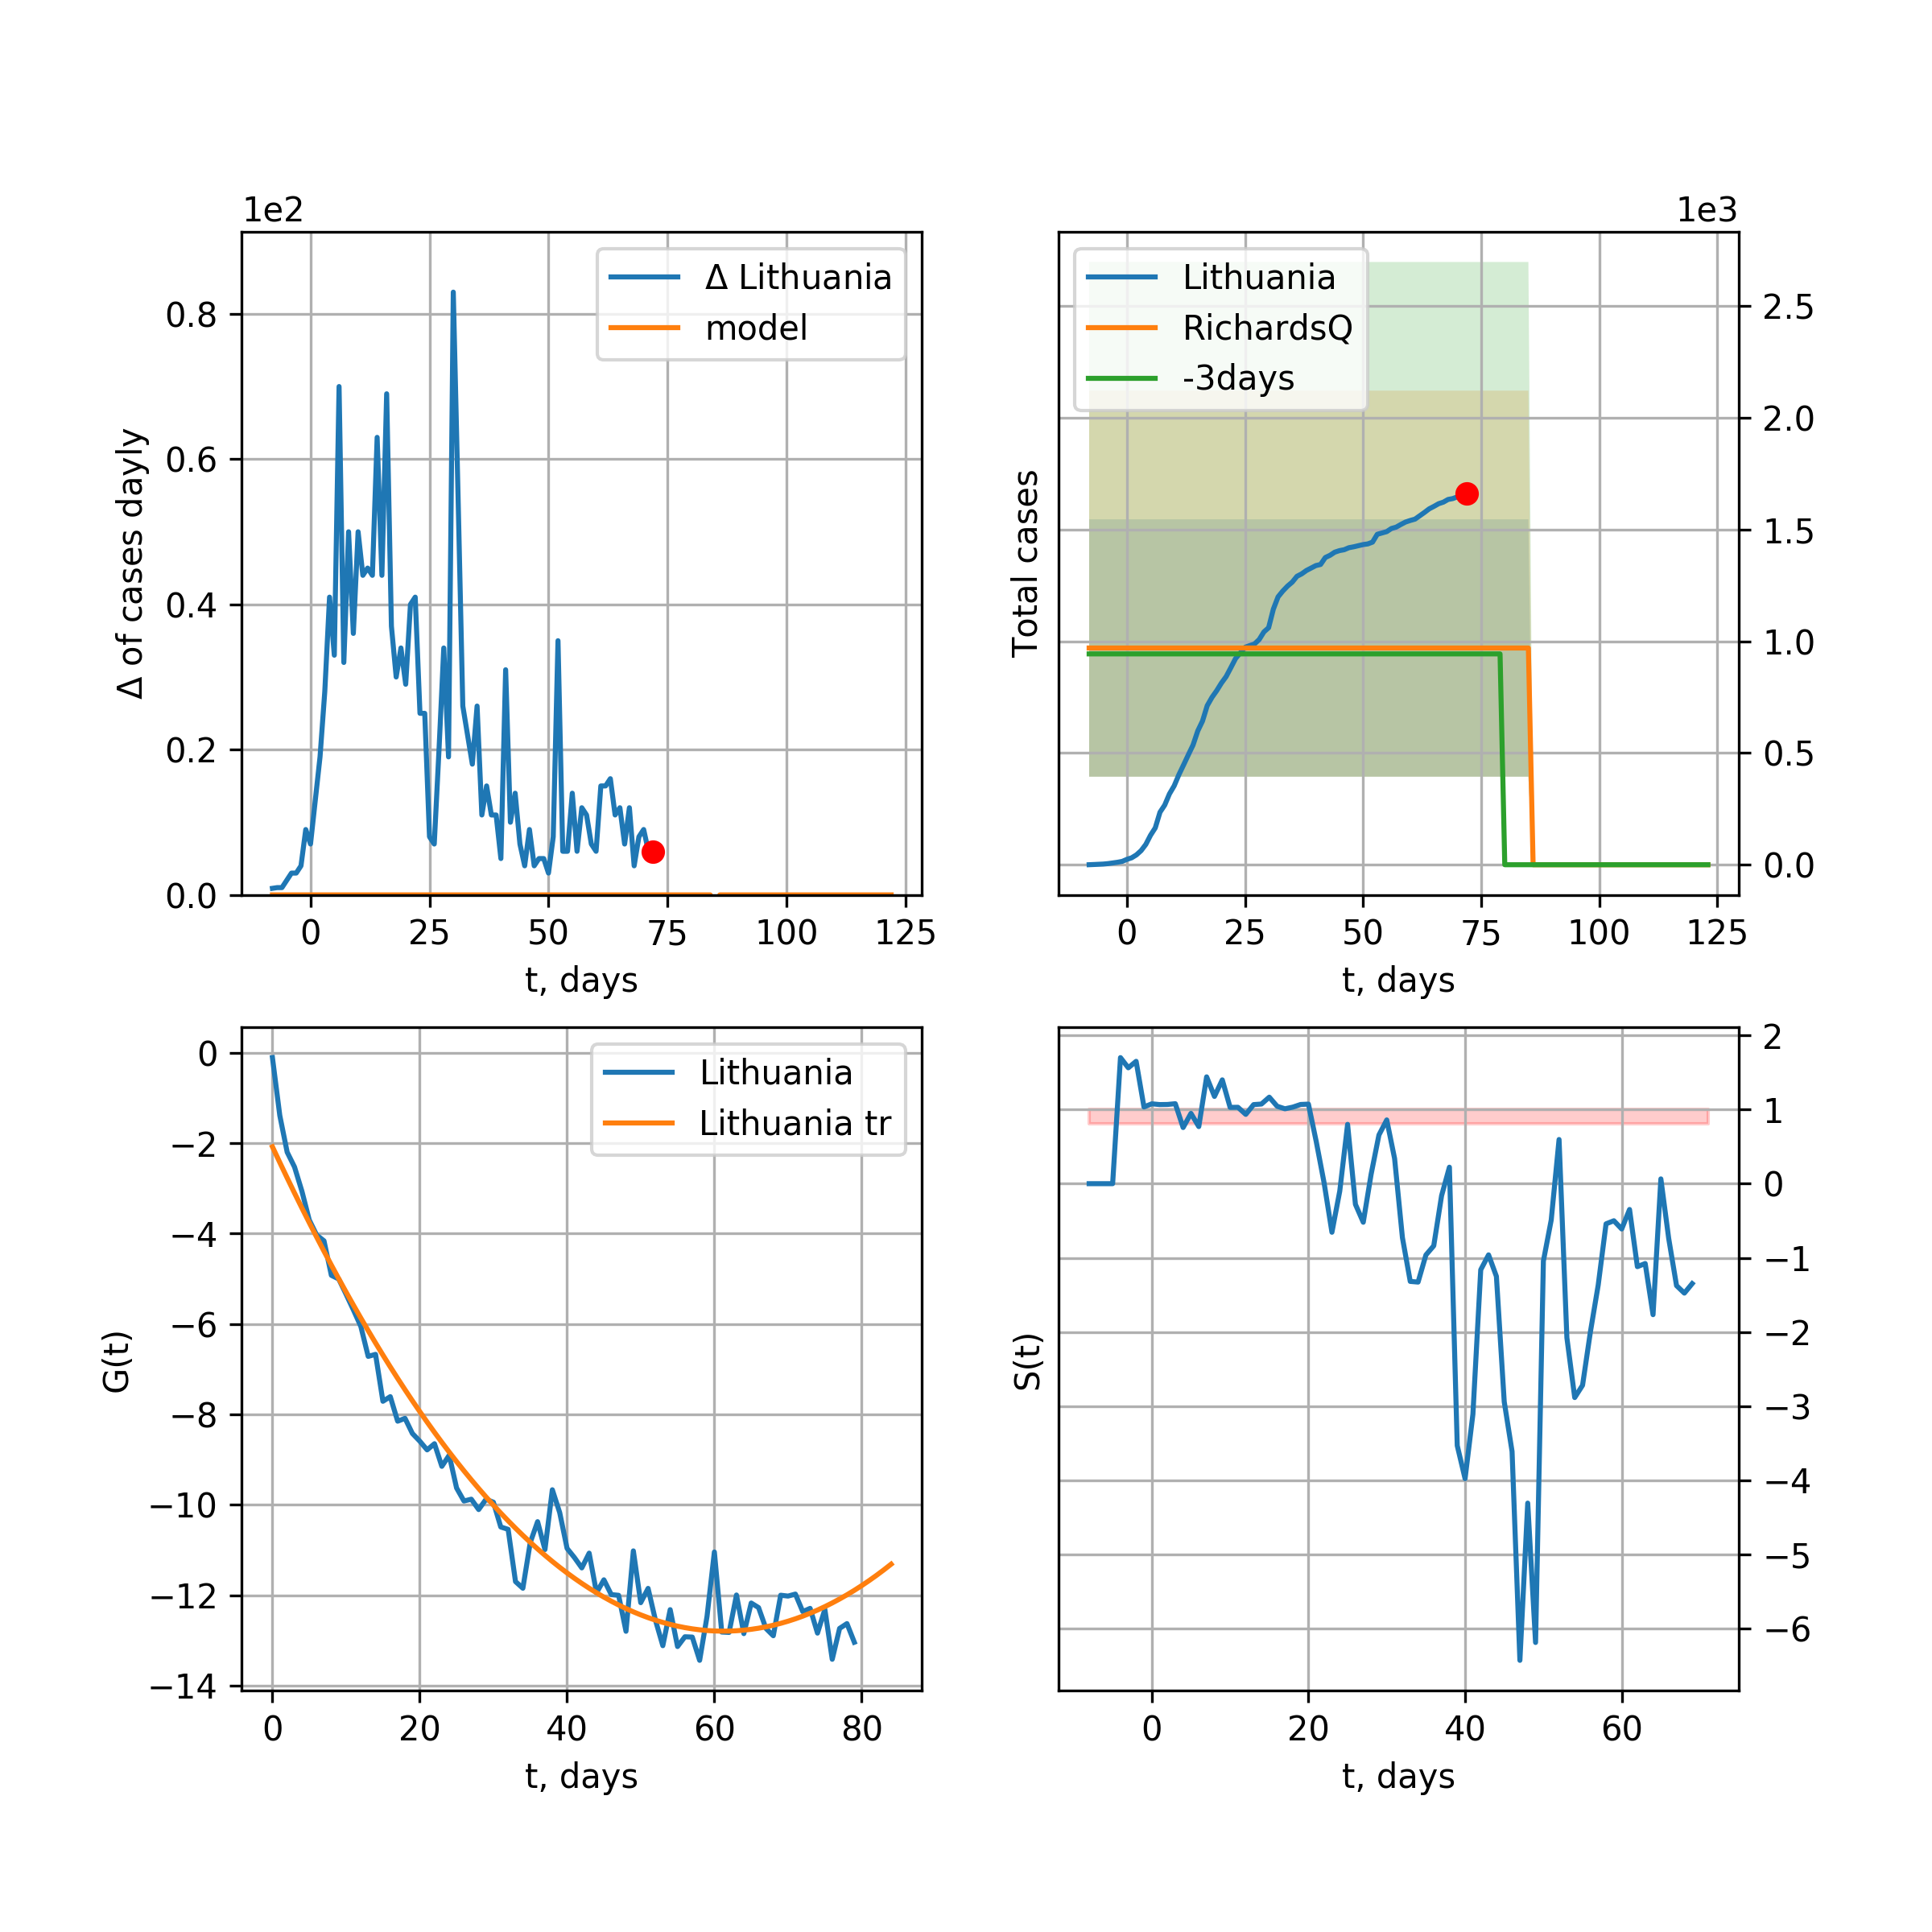 1e2
Δ of cases dayly
0.8
0.6
0.4
0.2
0.0
0 25 50 75 100 125
t, days
Δ Lithuania
model
1e3
Total cases
2.5
2.0
1.5
1.0
0.5
0.0
0 25 50 75 100 125
t, days
Lithuania
RichardsQ
-3days
G(t)
0
−2
−4
−6
−8
−10
−12
−14
0 20 40 60 80
t, days
Lithuania
Lithuania tr
S(t)
2
1
0
−1
−2
−3
−4
−5
−6
0 20 40 60
t, days